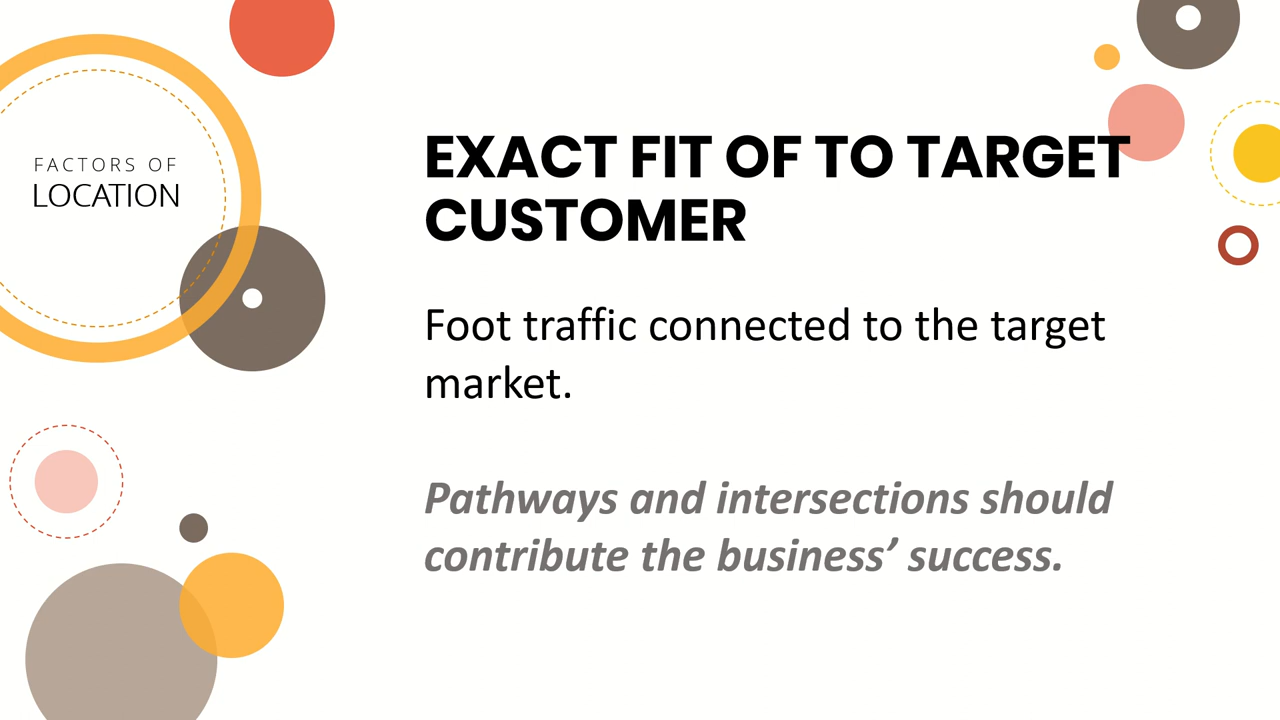 FACTORS OF
LOCATION
EXACT FIT OF TO TARGET
CUSTOMER
Foot traffic connected to the target
market.
Pathways and intersections should
contribute the business’ success.